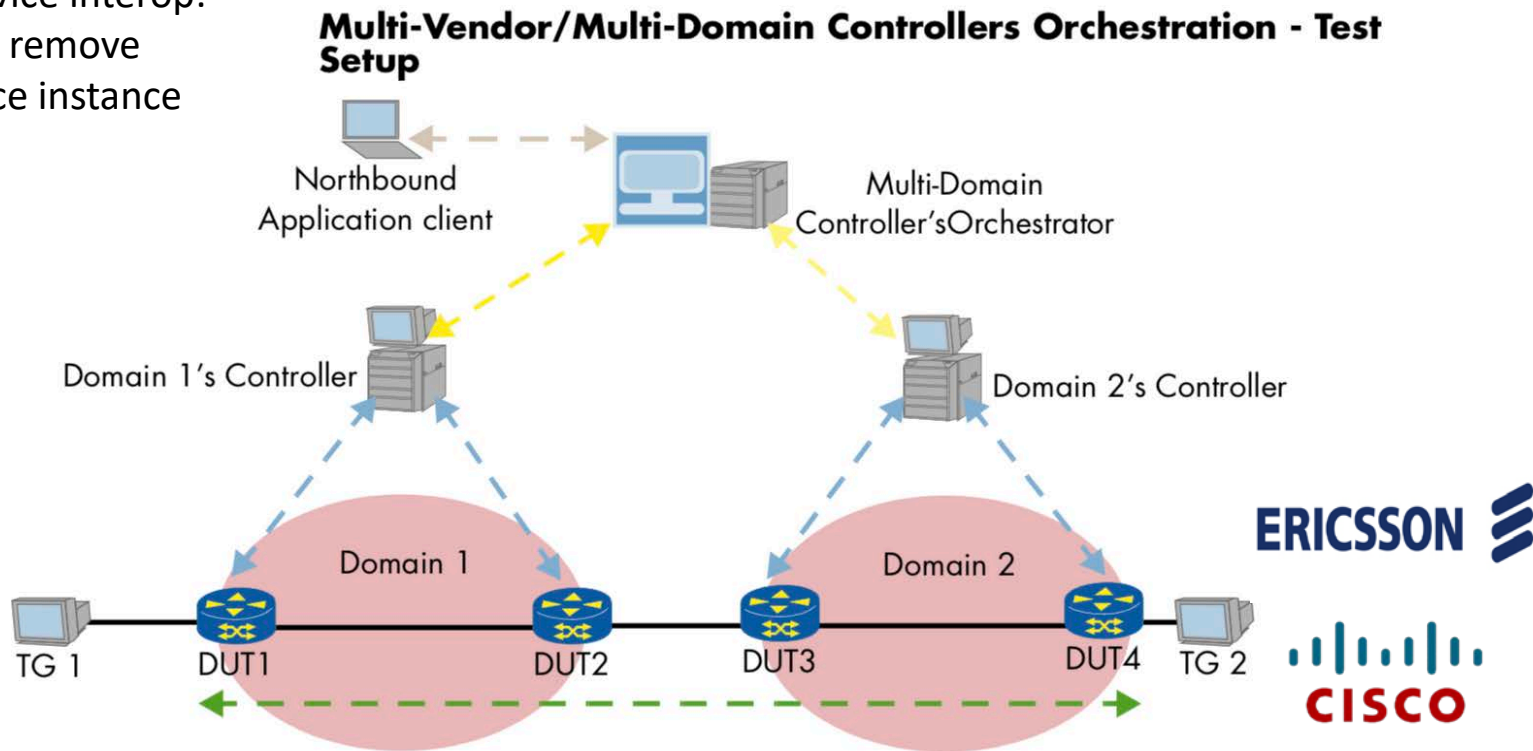 vice interop:
remove
ce instance
Multi-Vendor/Multi-Domain Controllers Orchestration - Test
Setup
Northbound
Application client
Multi-Domain
Controller'sOrchestrator
Domain 1's Controller
Domain 2's Controller
Domain 1
Domain 2
ERICSSON
TG 1
DUT1
DUT2
DUT3
DUT4
TG 2
CISCO